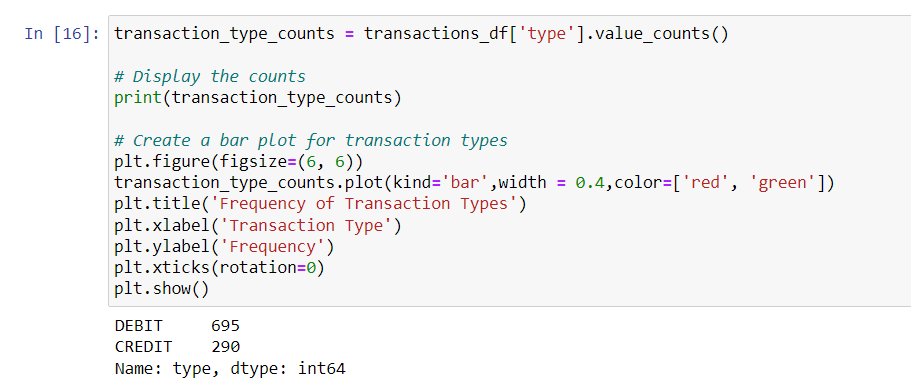 In [16]: transaction_type_counts = transactions_df['type'].value_counts()
# Display the counts
print(transaction_type_counts)
# Create a bar plot for transaction types
plt.figure(figsize=(6, 6))
transaction_type_counts.plot(kind='bar',width = 0.4,color=['red', 'green'])
plt.title('Frequency of Transaction Types')
plt.xlabel('Transaction Type')
plt.ylabel('Frequency')
plt.xticks(rotation=0)
plt.show()
DEBIT     695
CREDIT    290
Name: type, dtype: int64